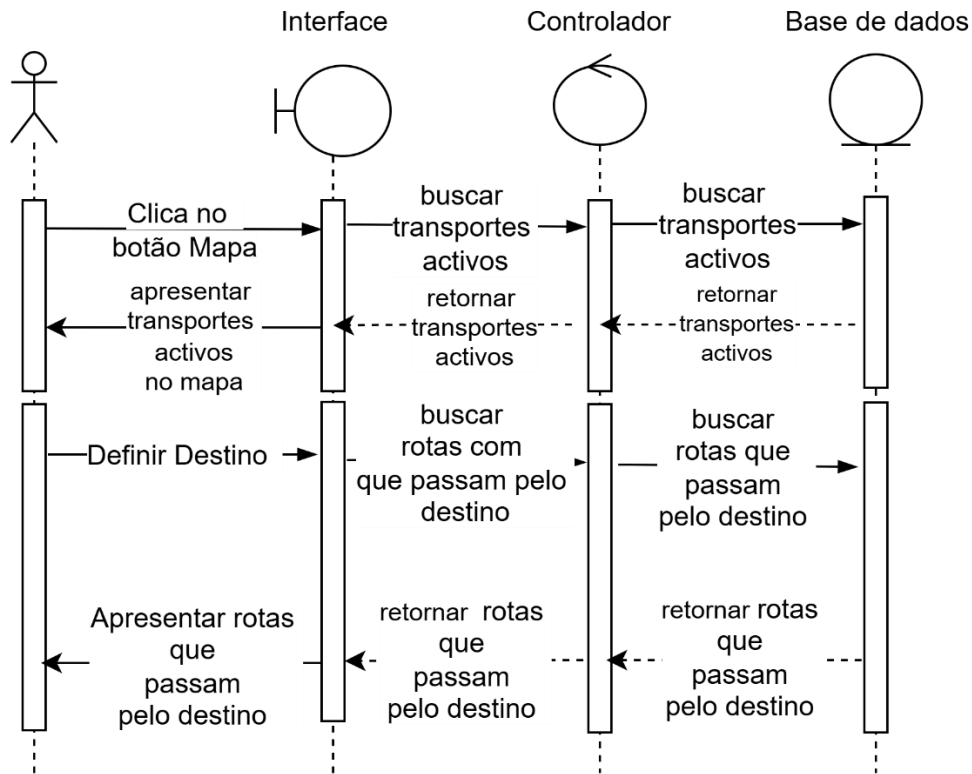 Interface
Controlador
Base de dados
Clica no
botão Mapa
buscar
transportes
activos
buscar
transportes
activos
apresentar
transportes
activos
no mapa
retornar
transportes
activos
retornar
transportes
activos
Definir Destino
buscar
rotas com
que passam pelo
destino
buscar
rotas que
passam
pelo destino
Apresentar rotas
que
passam
pelo destino
retornar rotas
que
passam
pelo destino
retornar rotas
que
passam
pelo destino